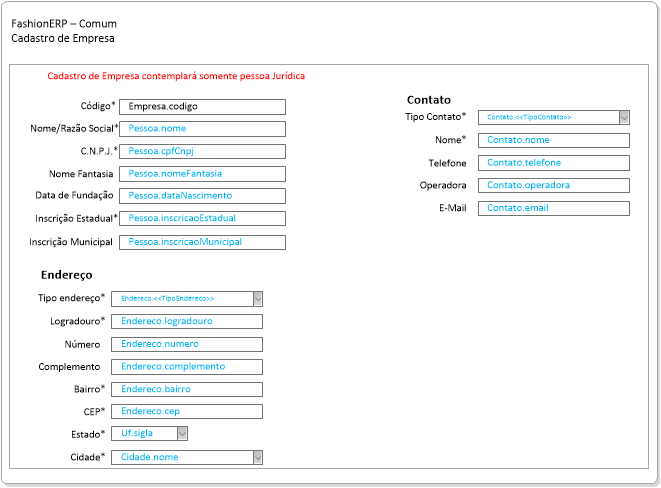 FashionERP – Comum
Cadastro de Empresa
Cadastro de Empresa contemplará somente pessoa Jurídica
Código* Empresa.codigo
Nome/Razão Social* Pessoa.nome
C.N.P.J.* Pessoa.cpfCnpj
Nome Fantasia Pessoa.nomeFantasia
Data de Fundação Pessoa.dataNascimento
Inscrição Estadual* Pessoa.inscricaoEstadual
Inscrição Municipal Pessoa.inscricaoMunicipal
Contato
Tipo Contato* Contato.<<TipoContato>>
Nome* Contato.nome
Telefone Contato.telefone
Operadora Contato.operadora
E-Mail Contato.email
Endereço
Tipo endereço* Endereco.<<TipoEndereco>>
Logradouro* Endereco.logradouro
Número Endereco.numero
Complemento Endereco.complemento
Bairro* Endereco.bairro
CEP* Endereco.cep
Estado* Uf.sigla
Cidade* Cidade.nome